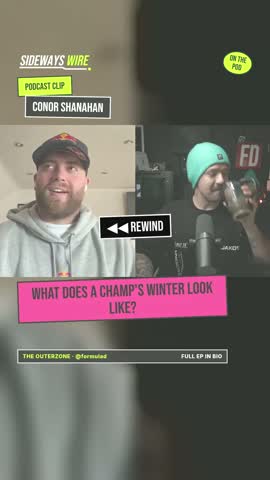 SIDEWAYS WIRE.
ON THE
POD
PODCAST CLIP
CONOR SHANAHAN
FD
REWIND
WHAT DOES A CHAMP'S WINTER LOOK
LIKE?
THE OUTERZONE - @formulad
FULL EP IN BIO